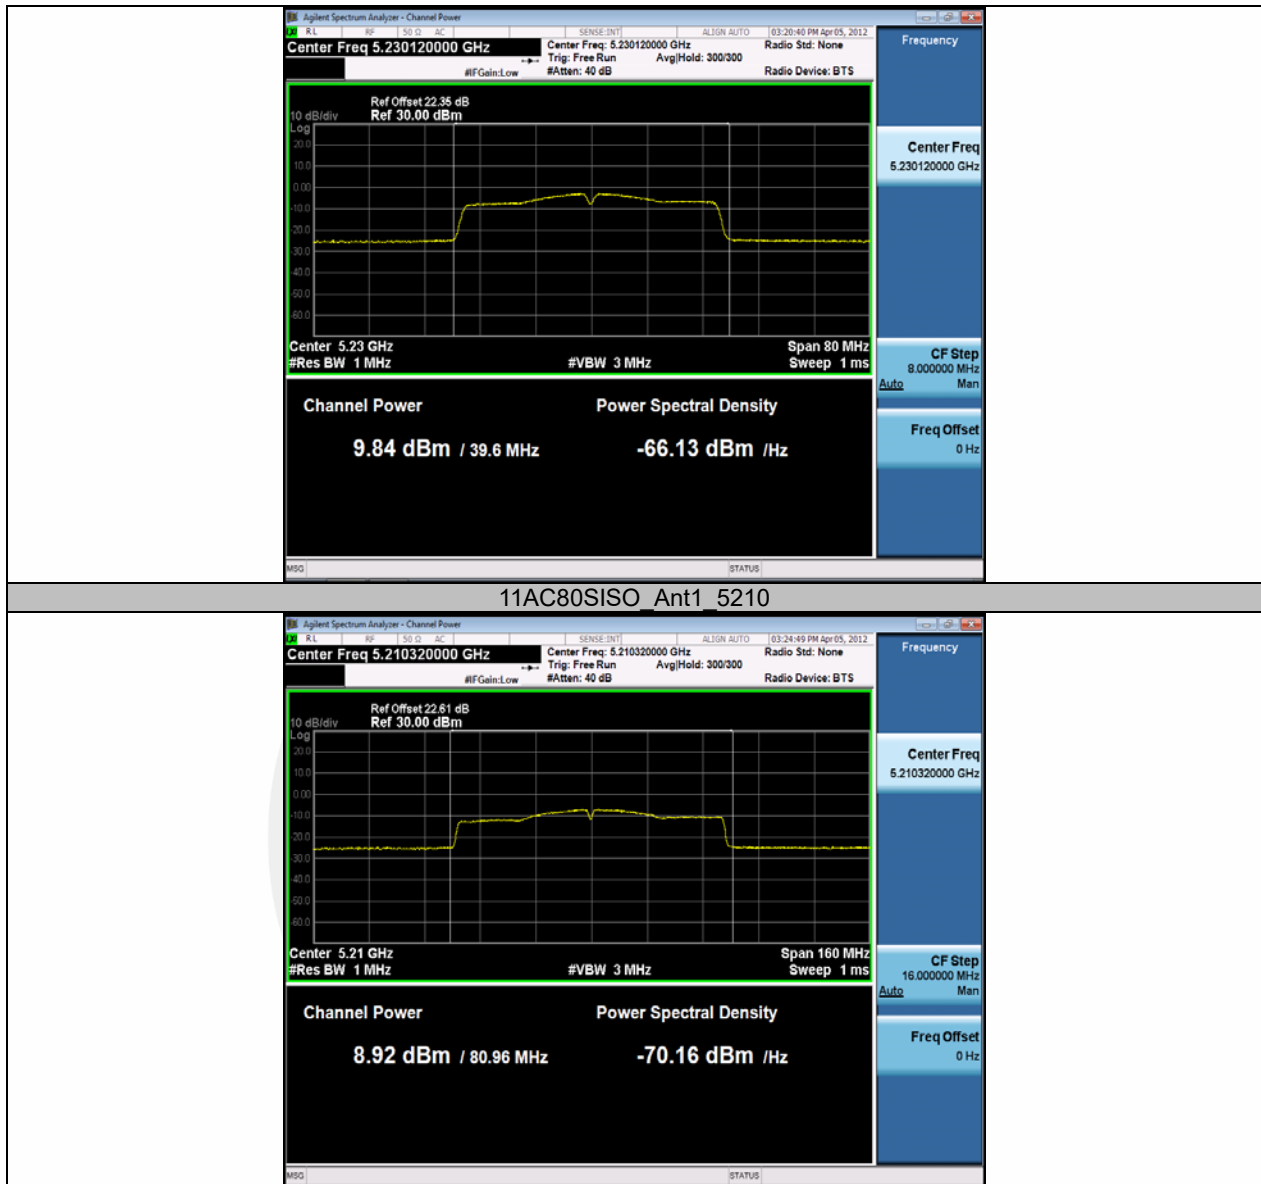 Agilent Spectrum Analyzer - Channel Power
RL RF 50 Ω AC SENSE:INT ALIGN AUTO 03:20:40 PM Apr 05, 2012
Center Freq 5.230120000 GHz
Center Freq: 5.230120000 GHz Radio Std: None
Trig: Free Run Avg|Hold: 300/300
#IFGain:Low #Atten: 40 dB Radio Device: BTS
Ref Offset 22.35 dB
10 dB/div Ref 30.00 dBm
Log
20.0
10.0
0.00
-10.0
-20.0
-30.0
-40.0
-50.0
-60.0
Center 5.23 GHz Span 80 MHz
#Res BW 1 MHz #VBW 3 MHz Sweep 1 ms
Channel Power Power Spectral Density
9.84 dBm / 39.6 MHz -66.13 dBm /Hz
MSG STATUS
Frequency
Center Freq
5.230120000 GHz
CF Step
8.000000 MHz
Auto Man
Freq Offset
0 Hz
11AC80SISO_Ant1_5210
Agilent Spectrum Analyzer - Channel Power
RL RF 50 Ω AC SENSE:INT ALIGN AUTO 03:24:49 PM Apr 05, 2012
Center Freq 5.210320000 GHz
Center Freq: 5.210320000 GHz Radio Std: None
Trig: Free Run Avg|Hold: 300/300
#IFGain:Low #Atten: 40 dB Radio Device: BTS
Ref Offset 22.61 dB
10 dB/div Ref 30.00 dBm
Log
20.0
10.0
0.00
-10.0
-20.0
-30.0
-40.0
-50.0
-60.0
Center 5.21 GHz Span 160 MHz
#Res BW 1 MHz #VBW 3 MHz Sweep 1 ms
Channel Power Power Spectral Density
8.92 dBm / 80.96 MHz -70.16 dBm /Hz
MSG STATUS
Frequency
Center Freq
5.210320000 GHz
CF Step
16.000000 MHz
Auto Man
Freq Offset
0 Hz